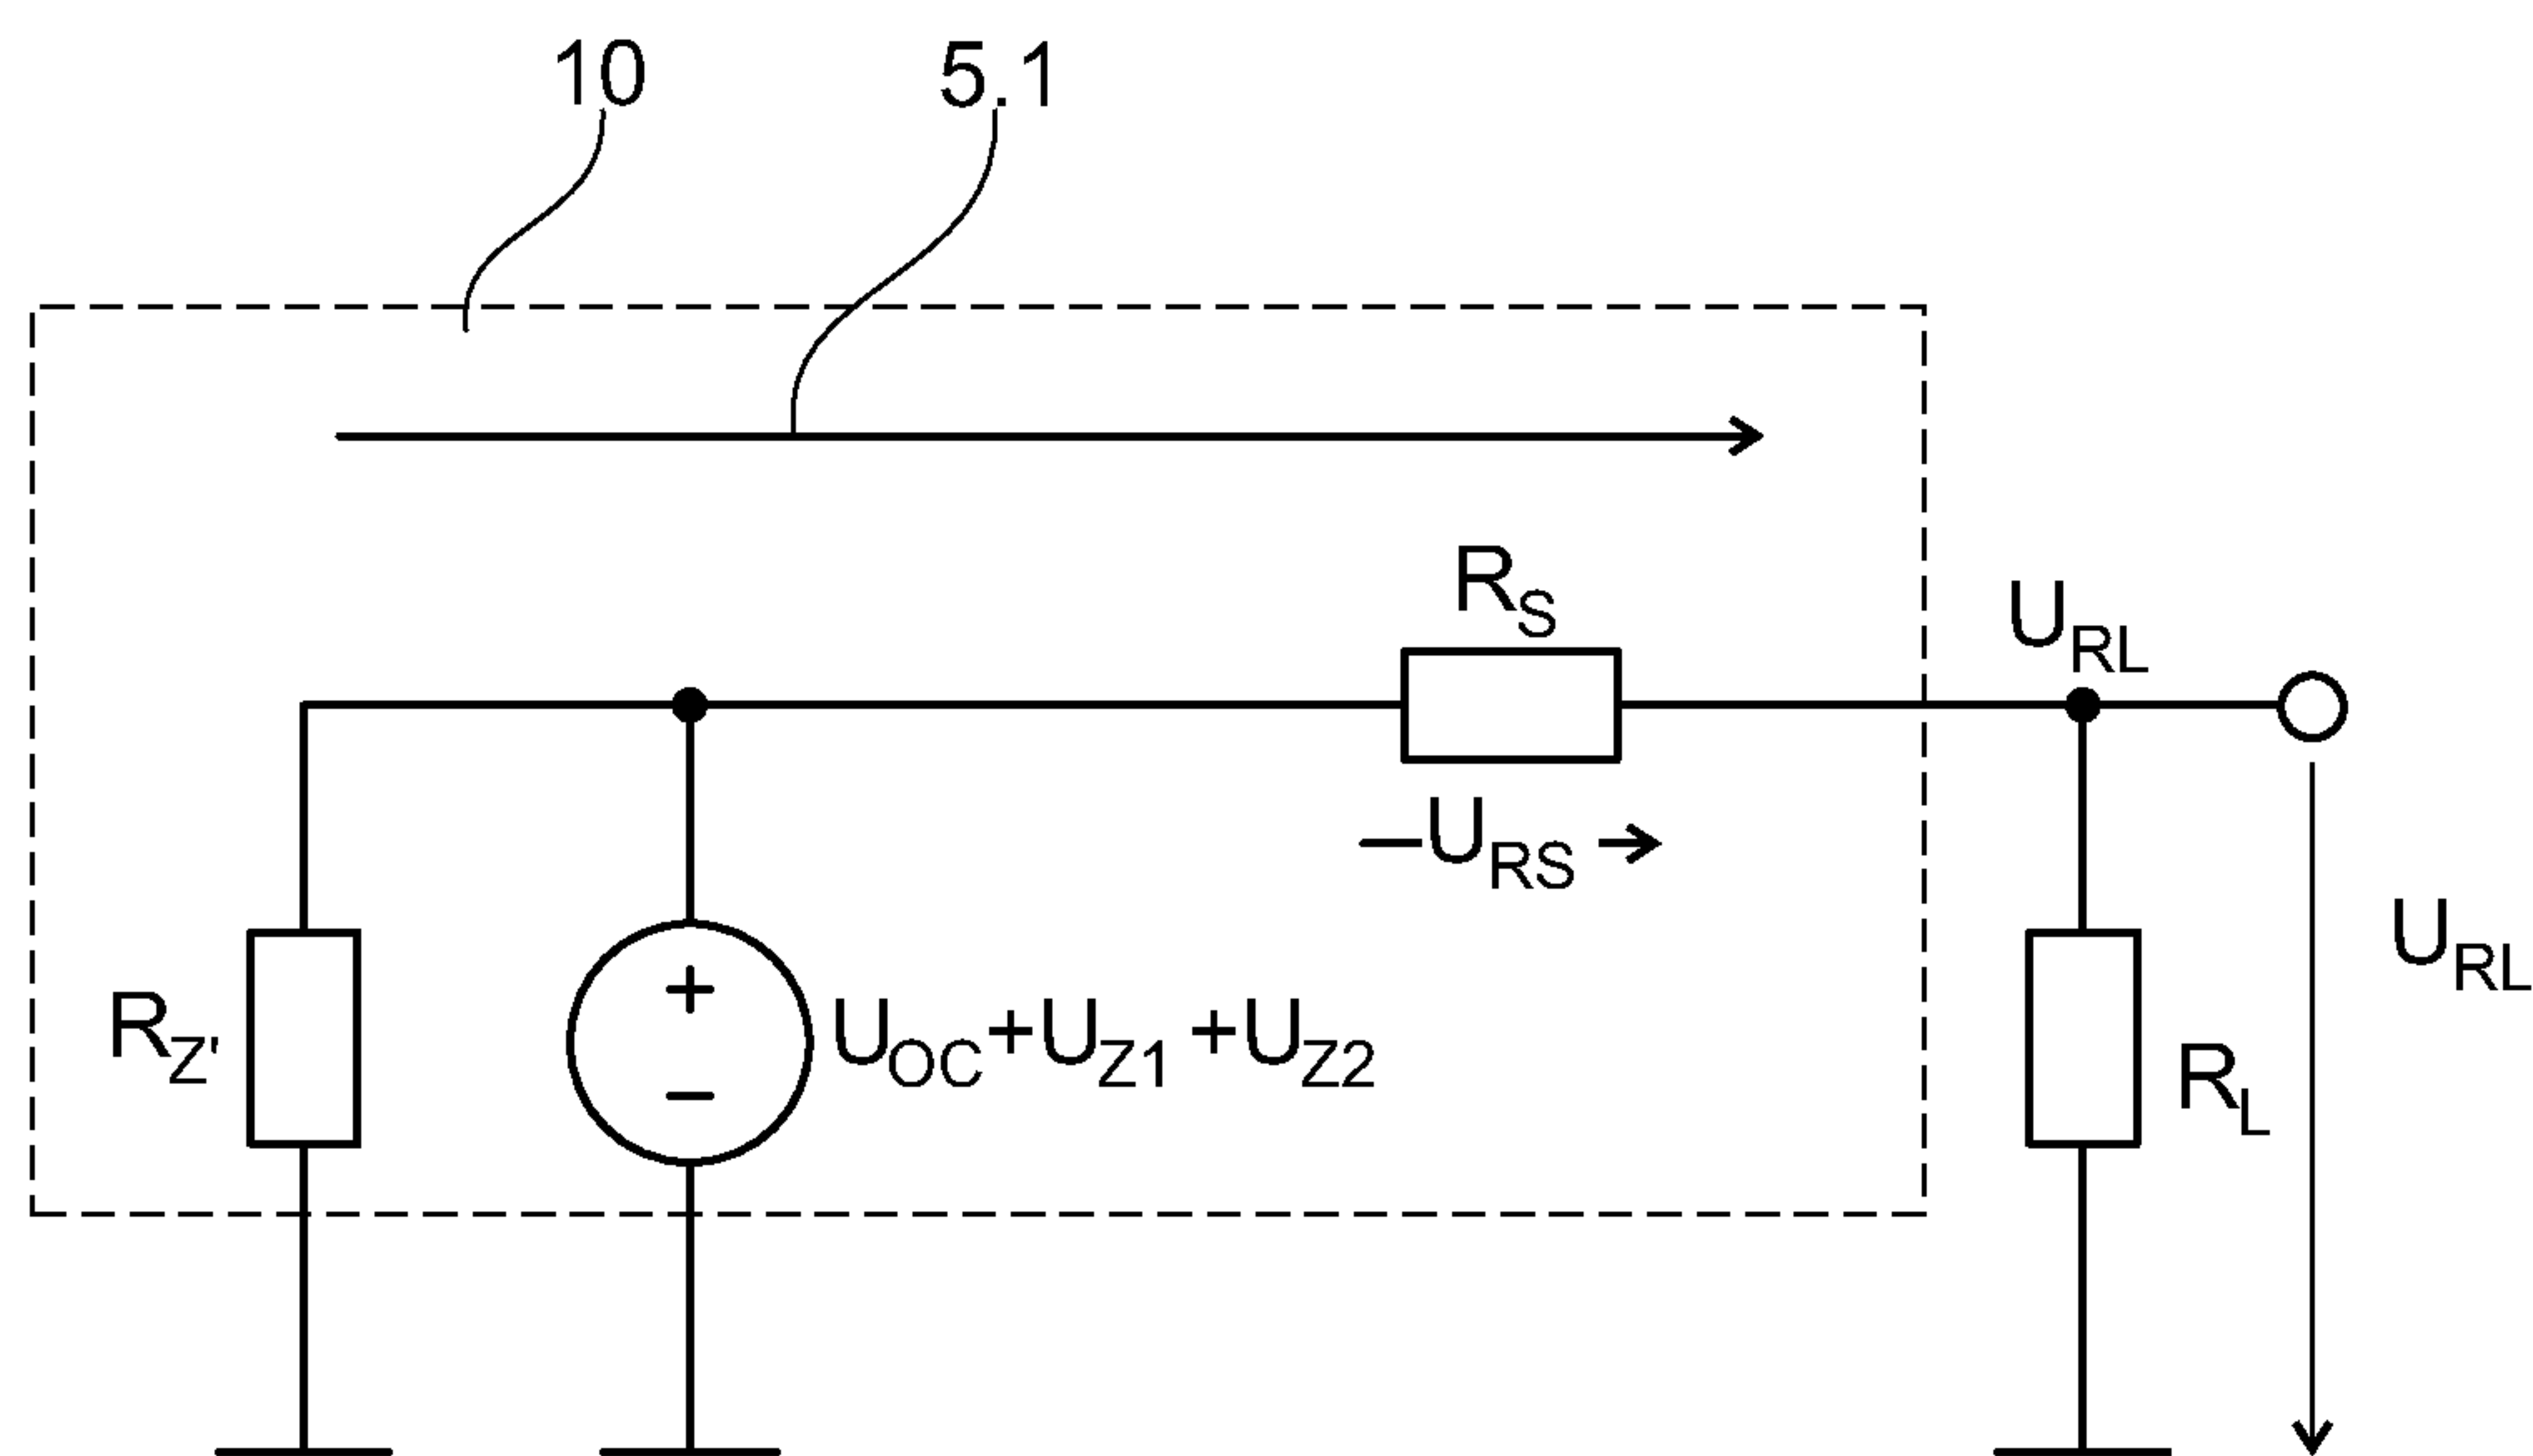 10
5.1
R_S
U_RL
–U_RS →
U_RL
+
R_Z'
U_OC+U_Z1+U_Z2
–
R_L